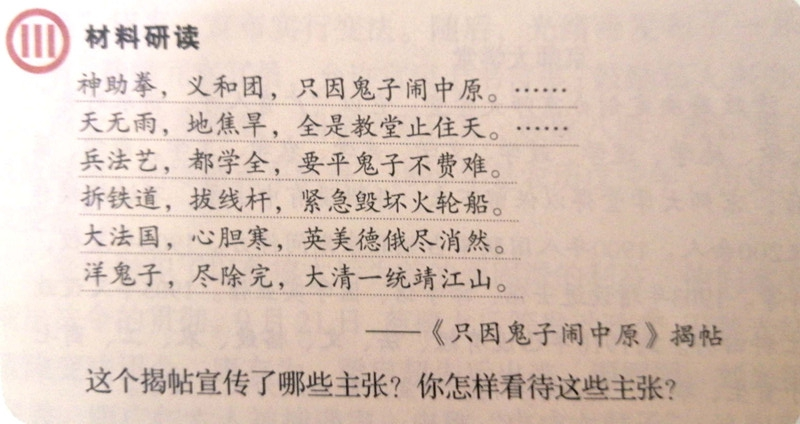 III 材料研读
神助拳，义和团，只因鬼子闹中原。……
天无雨，地焦旱，全是教堂止住天。……
兵法艺，都学全，要平鬼子不费难。
拆铁道，拔线杆，紧急毁坏火轮船。
大法国，心胆寒，英美德俄尽消然。
洋鬼子，尽除完，大清一统靖江山。
——《只因鬼子闹中原》揭帖
这个揭帖宣传了哪些主张？你怎样看待这些主张？